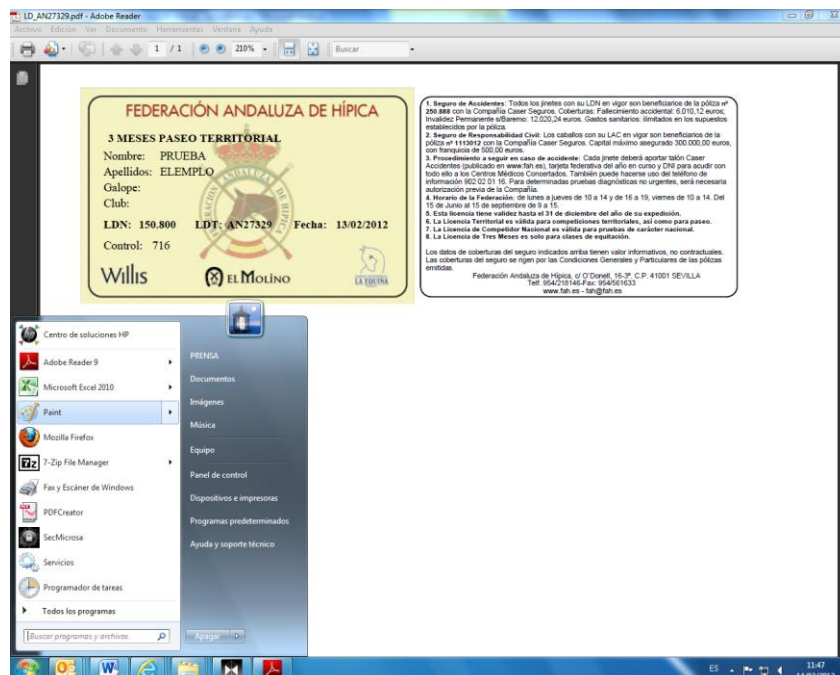 LD_AN27329.pdf - Adobe Reader
Archivo Edición Ver Documento Herramientas Ventana Ayuda
1 / 1 210% Buscar
FEDERACIÓN ANDALUZA DE HÍPICA
3 MESES PASEO TERRITORIAL
Nombre: PRUEBA
Apellidos: ELEMPLO
Galope:
Club:
LDN: 150.800 LDT: AN27329 Fecha: 13/02/2012
Control: 716
Willis EL MOLINO LA EQUINA
1. Seguro de Accidentes: Todos los jinetes con su LDN en vigor son beneficiarios de la póliza nº
250.888 con la Compañía Caser Seguros. Coberturas: Fallecimiento accidental: 6.010,12 euros;
Invalidez Permanente s/Baremo: 12.020,24 euros. Gastos sanitarios: ilimitados en los supuestos
establecidos por la póliza.
2. Seguro de Responsabilidad Civil: Los caballos con su LAC en vigor son beneficiarios de la
póliza nº 1113012 con la Compañía Caser Seguros. Capital máximo asegurado 300.000,00 euros,
con franquicia de 500,00 euros.
3. Procedimiento a seguir en caso de accidente: Cada jinete deberá aportar talón Caser
Accidentes (publicado en www.fah.es), tarjeta federativa del año en curso y DNI para acudir con
todo ello a los Centros Médicos Concertados. También puede hacerse uso del teléfono de
información 902 02 01 16. Para determinadas pruebas diagnósticas no urgentes, será necesaria
autorización previa de la Compañía.
4. Horario de la Federación: de lunes a jueves de 10 a 14 y de 16 a 19, viernes de 10 a 14. Del
15 de Junio al 15 de septiembre de 9 a 15.
5. Esta licencia tiene validez hasta el 31 de diciembre del año de su expedición.
6. La Licencia Territorial es válida para competiciones territoriales, así como para paseo.
7. La Licencia de Competidor Nacional es válida para pruebas de carácter nacional.
8. La Licencia de Tres Meses es solo para clases de equitación.
Los datos de coberturas del seguro indicados arriba tienen valor informativo, no contractuales.
Las coberturas del seguro se rigen por las Condiciones Generales y Particulares de las pólizas
emitidas.
Federación Andaluza de Hípica, c/ O'Donell, 16-3º. C.P. 41001 SEVILLA
Telf. 954/218146-Fax: 954/561633
www.fah.es - fah@fah.es
Centro de soluciones HP
Adobe Reader 9
Microsoft Excel 2010
Paint
Mozilla Firefox
7-Zip File Manager
Fax y Escáner de Windows
PDFCreator
SecMicrosa
Servicios
Programador de tareas
Todos los programas
Buscar programas y archivos
PRENSA
Documentos
Imágenes
Música
Equipo
Panel de control
Dispositivos e impresoras
Programas predeterminados
Ayuda y soporte técnico
Apagar
ES 11:47